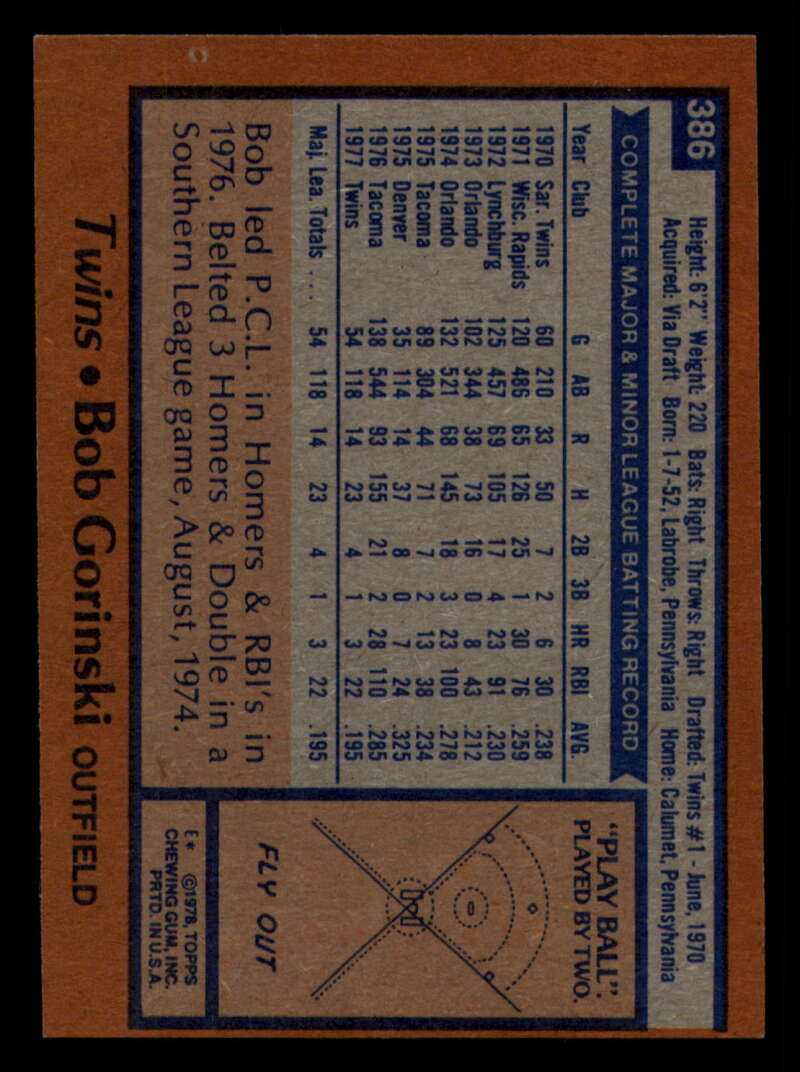 386
Height: 6'2" Weight: 220 Bats: Right Throws: Right Drafted: Twins #1 - June, 1970
Acquired: Via Draft Born: 1-7-52, Labrobe, Pennsylvania Home: Calumet, Pennsylvania
COMPLETE MAJOR & MINOR LEAGUE BATTING RECORD
Year Club G AB R H 2B 3B HR RBI AVG.
1970 Sar. Twins 60 210 33 50 7 2 6 30 .238
1971 Wisc. Rapids 120 486 65 126 25 1 30 76 .259
1972 Lynchburg 125 457 69 105 17 4 23 91 .230
1973 Orlando 102 344 38 73 16 0 8 43 .212
1974 Orlando 132 521 68 145 18 3 23 100 .278
1975 Tacoma 89 304 44 71 7 2 13 38 .234
1975 Denver 35 114 14 37 8 0 7 24 .325
1976 Tacoma 138 544 93 155 21 2 28 110 .285
1977 Twins 54 118 14 23 4 1 3 22 .195
Maj. Lea. Totals ... 54 118 14 23 4 1 3 22 .195
Bob led P.C.L. in Homers & RBI's in
1976. Belted 3 Homers & Double in a
Southern League game, August, 1974.
"PLAY BALL".
PLAYED BY TWO.
FLY OUT
E* ©1978, TOPPS
CHEWING GUM, INC.
PRTD. IN U.S.A.
Twins • Bob Gorinski OUTFIELD